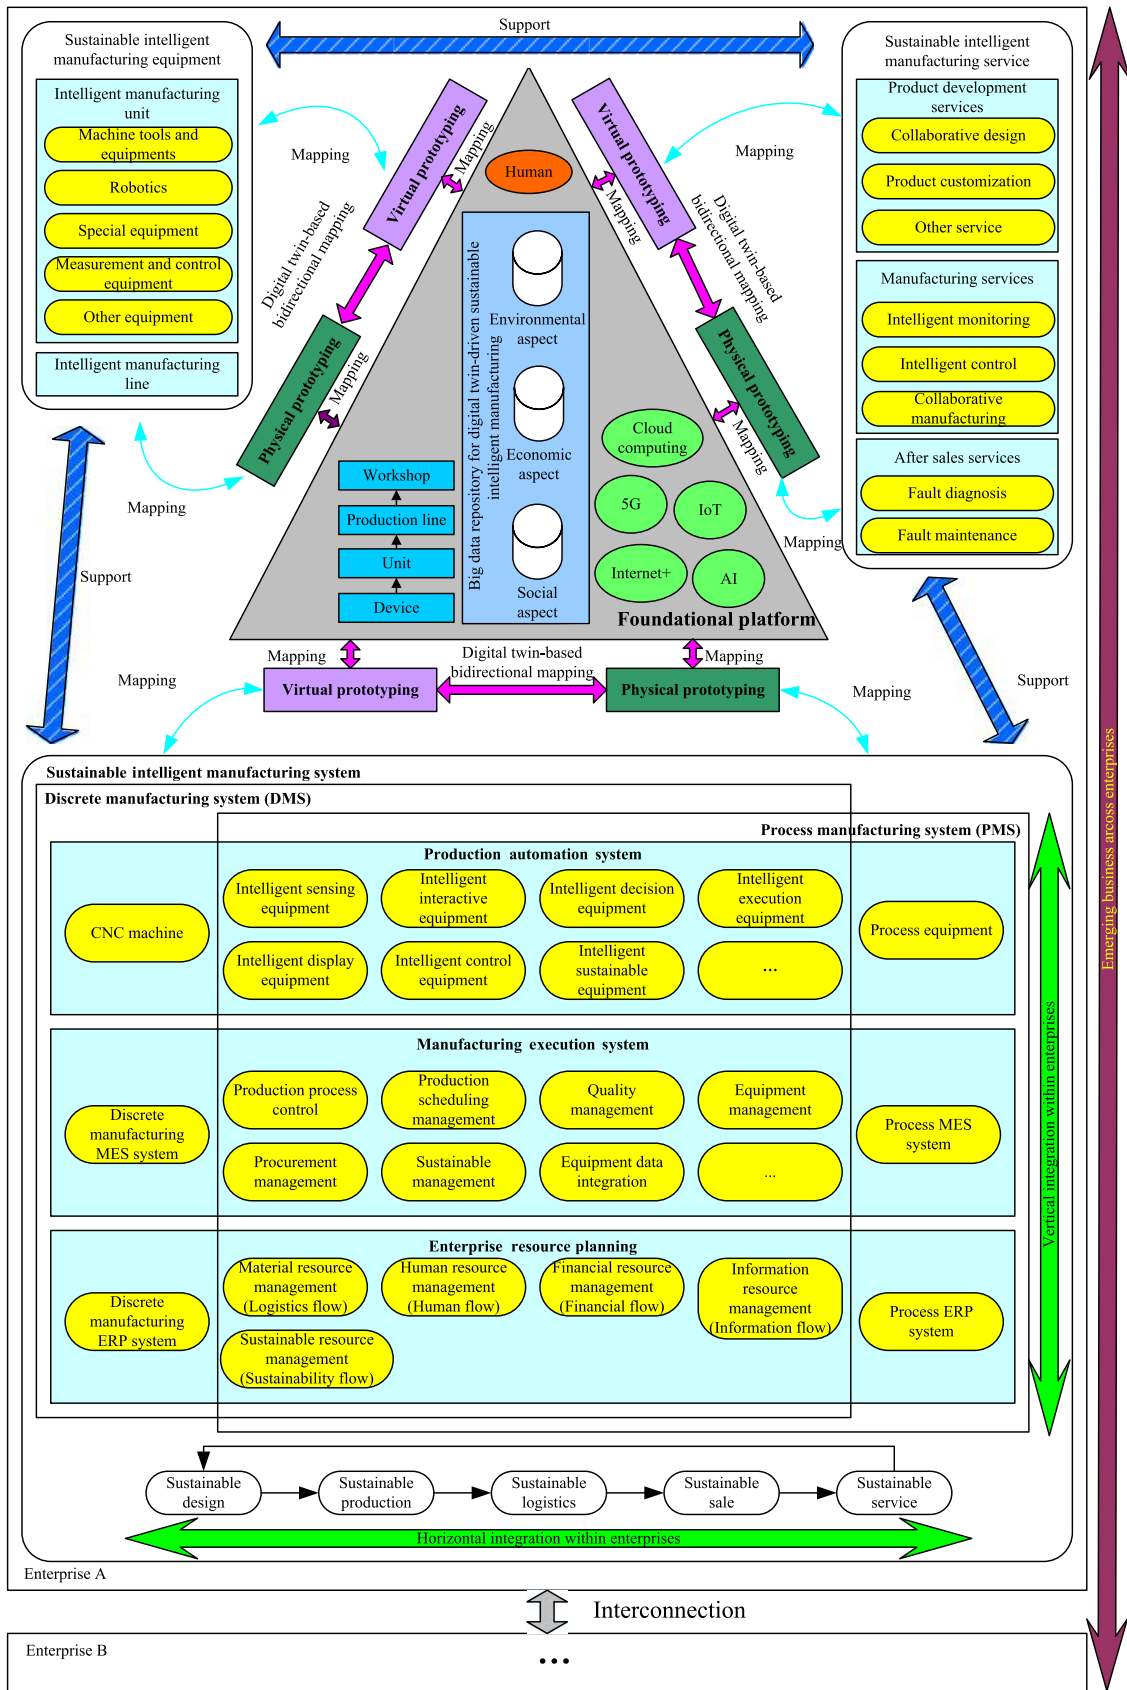 Support
Sustainable intelligent
manufacturing equipment
Intelligent manufacturing
unit
Machine tools and
equipments
Robotics
Special equipment
Measurement and control
equipment
Other equipment
Intelligent manufacturing
line
Mapping
Virtual prototyping
Mapping
Digital twin-based
bidirectional mapping
Physical prototyping
Mapping
Mapping
Support
Human
Big data repository for digital twin-driven sustainable
intelligent manufacturing
Environmental
aspect
Economic
aspect
Social
aspect
Workshop
Production line
Unit
Device
Cloud
computing
5G
IoT
Internet+
AI
Foundational platform
Virtual prototyping
Mapping
Mapping
Digital twin-based
bidirectional mapping
Physical prototyping
Mapping
Mapping
Sustainable intelligent
manufacturing service
Product development
services
Collaborative design
Product customization
Other service
Manufacturing services
Intelligent monitoring
Intelligent control
Collaborative
manufacturing
After sales services
Fault diagnosis
Fault maintenance
Support
Mapping
Mapping
Digital twin-based
bidirectional mapping
Mapping
Mapping
Virtual prototyping
Physical prototyping
Sustainable intelligent manufacturing system
Discrete manufacturing system (DMS)
Process manufacturing system (PMS)
Production automation system
CNC machine
Intelligent sensing
equipment
Intelligent
interactive
equipment
Intelligent decision
equipment
Intelligent
execution
equipment
Intelligent display
equipment
Intelligent control
equipment
Intelligent
sustainable
equipment
...
Process equipment
Manufacturing execution system
Discrete
manufacturing
MES system
Production process
control
Production
scheduling
management
Quality
management
Equipment
management
Procurement
management
Sustainable
management
Equipment data
integration
...
Process MES
system
Enterprise resource planning
Discrete
manufacturing
ERP system
Material resource
management
(Logistics flow)
Human resource
management
(Human flow)
Financial resource
management
(Financial flow)
Information
resource
management
(Information flow)
Sustainable resource
management
(Sustainability flow)
Process ERP
system
Vertical integration within enterprises
Emerging business arcoss enterprises
Sustainable
design
Sustainable
production
Sustainable
logistics
Sustainable
sale
Sustainable
service
Horizontal integration within enterprises
Enterprise A
Interconnection
Enterprise B
...